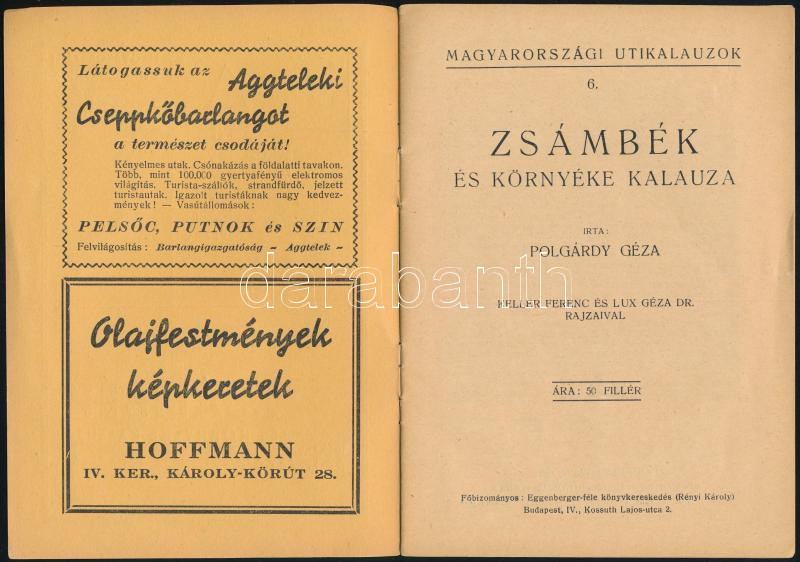 Látogassuk az Aggteleki
Cseppkőbarlangot
a természet csodáját!
Kényelmes utak. Csónakázás a földalatti tavakon.
Több, mint 100.000 gyertyafényű elektromos
világítás. Turista-szállók, strandfürdő, jelzett
turistautak. Igazolt turistáknak nagy kedvez-
mények! — Vasútállomások:
PELSŐC, PUTNOK és SZIN
Felvilágosítás: Barlangigazgatóság - Aggtelek -
Olajfestmények
képkeretek
HOFFMANN
IV. KER., KÁROLY-KÖRÚT 28.
MAGYARORSZÁGI UTIKALAUZOK
6.
ZSÁMBÉK
ÉS KÖRNYÉKE KALAUZA
IRTA:
POLGÁRDY GÉZA
KELLER FERENC ÉS LUX GÉZA DR.
RAJZAIVAL
ÁRA: 50 FILLÉR
Főbizományos: Eggenberger-féle könyvkereskedés (Rényi Károly)
Budapest, IV., Kossuth Lajos-utca 2.
darabanth